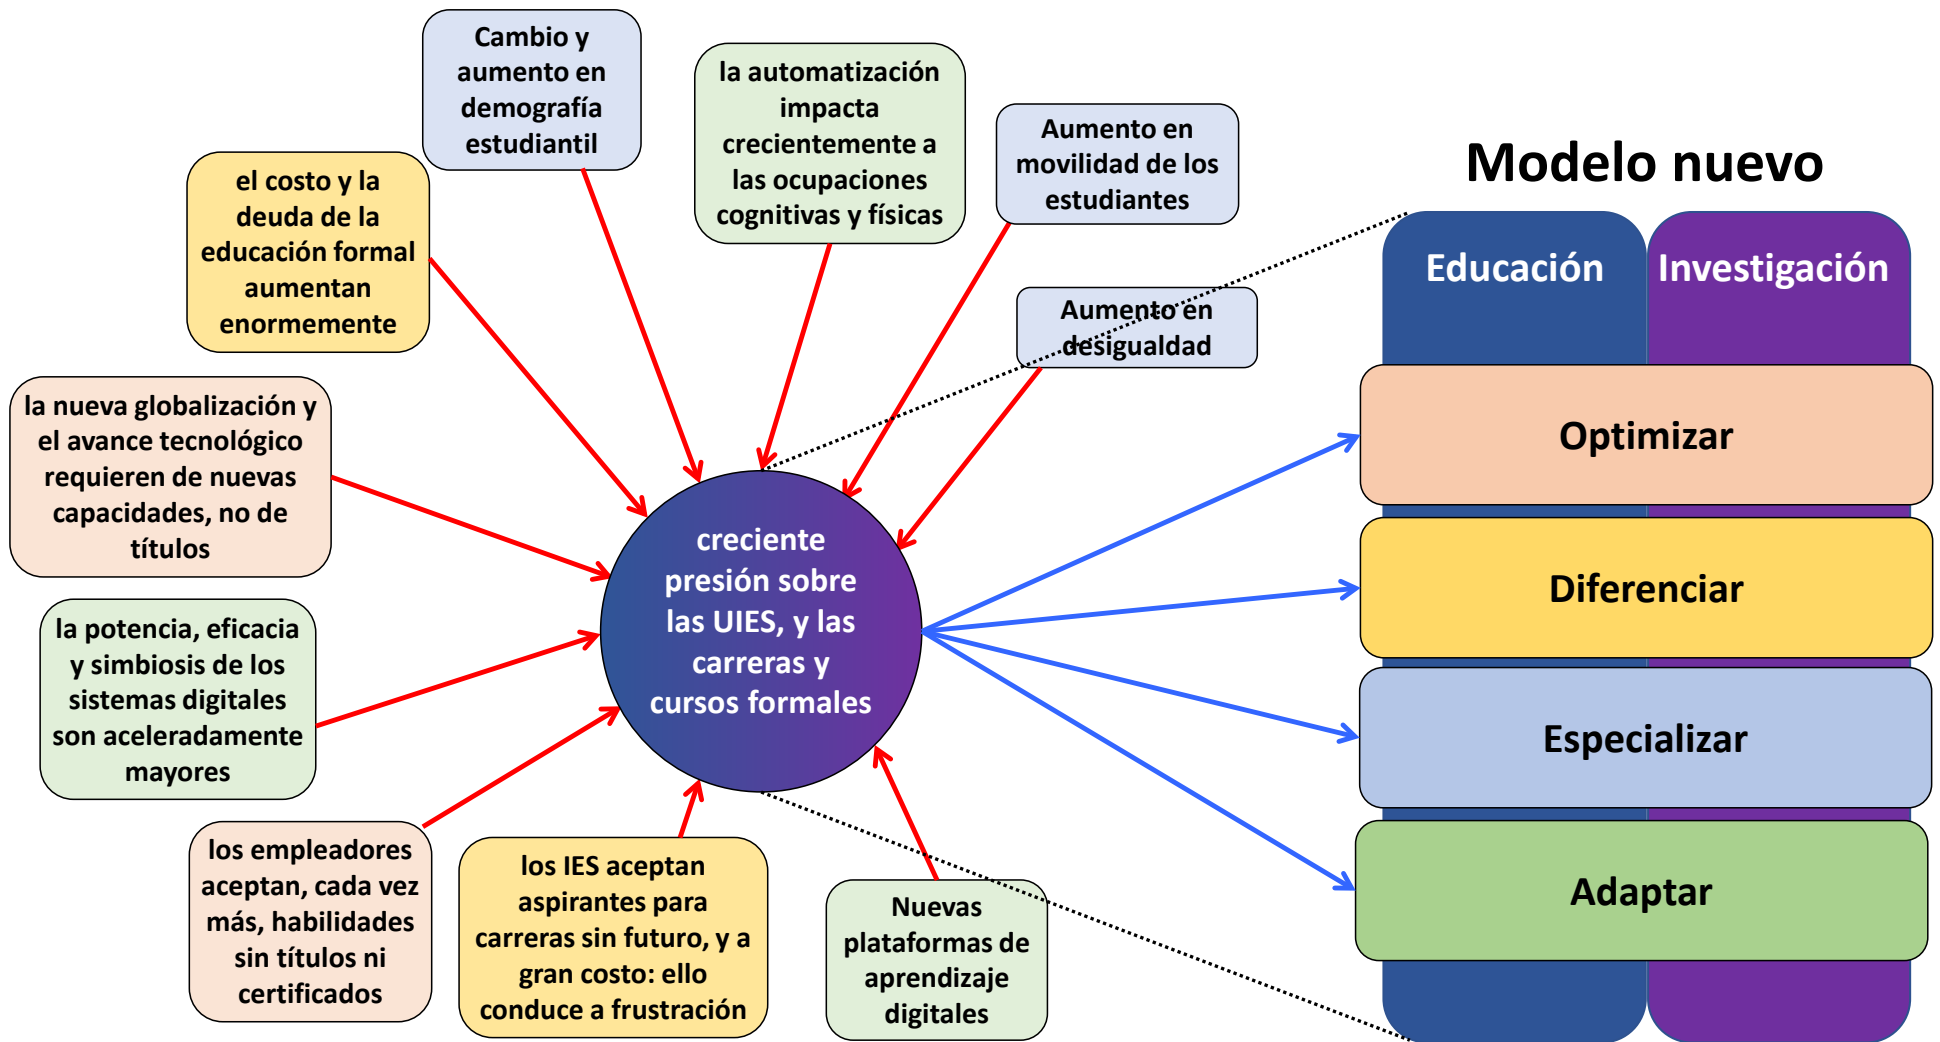 Cambio y
aumento en
demografía
estudiantil
la automatización
impacta
crecientemente a
las ocupaciones
cognitivas y físicas
Aumento en
movilidad de los
estudiantes
Aumento en
desigualdad
el costo y la
deuda de la
educación formal
aumentan
enormemente
la nueva globalización y
el avance tecnológico
requieren de nuevas
capacidades, no de
títulos
la potencia, eficacia
y simbiosis de los
sistemas digitales
son aceleradamente
mayores
los empleadores
aceptan, cada vez
más, habilidades
sin títulos ni
certificados
los IES aceptan
aspirantes para
carreras sin futuro, y a
gran costo: ello
conduce a frustración
Nuevas
plataformas de
aprendizaje
digitales
creciente
presión sobre
las UIES, y las
carreras y
cursos formales
Modelo nuevo
Educación
Investigación
Optimizar
Diferenciar
Especializar
Adaptar